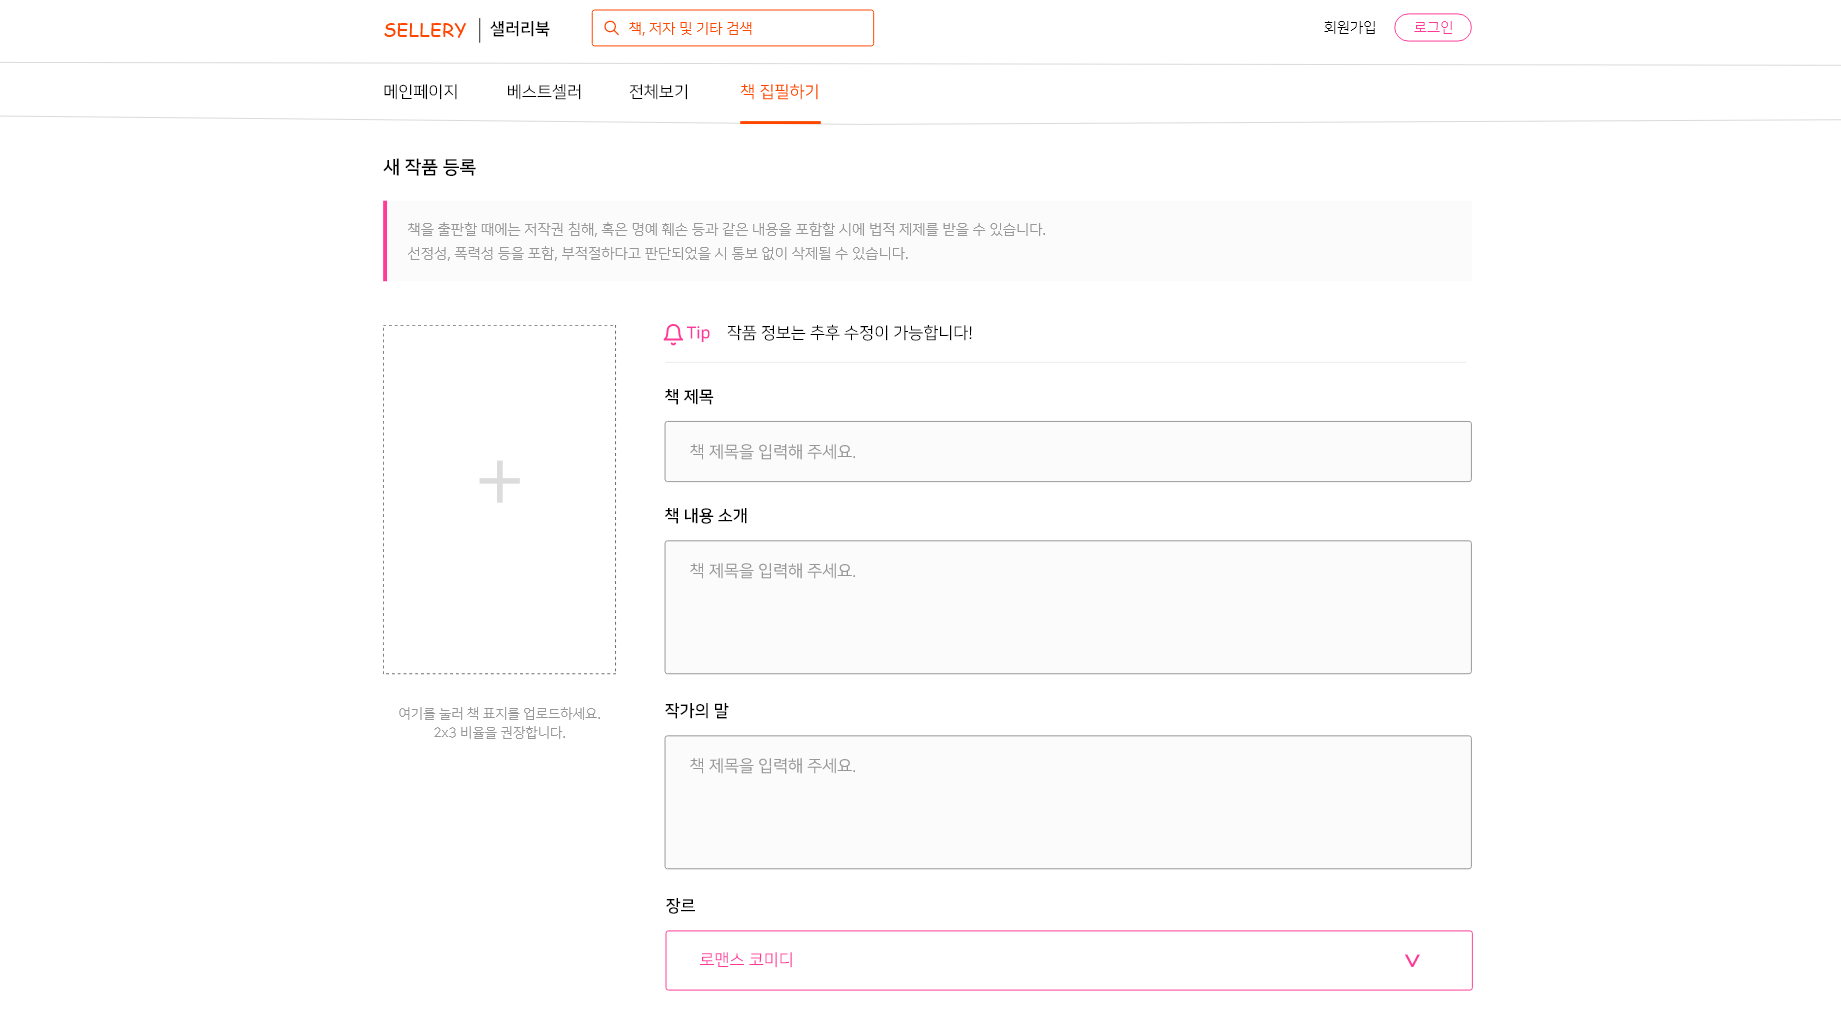 SELLERY | 샐러리북
책, 저자 및 기타 검색
회원가입
로그인
메인페이지
베스트셀러
전체보기
책 집필하기
새 작품 등록
책을 출판할 때에는 저작권 침해, 혹은 명예 훼손 등과 같은 내용을 포함할 시에 법적 제제를 받을 수 있습니다.
선정성, 폭력성 등을 포함, 부적절하다고 판단되었을 시 통보 없이 삭제될 수 있습니다.
여기를 눌러 책 표지를 업로드하세요.
2x3 비율을 권장합니다.
Tip 작품 정보는 추후 수정이 가능합니다!
책 제목
책 제목을 입력해 주세요.
책 내용 소개
책 제목을 입력해 주세요.
작가의 말
책 제목을 입력해 주세요.
장르
로맨스 코미디